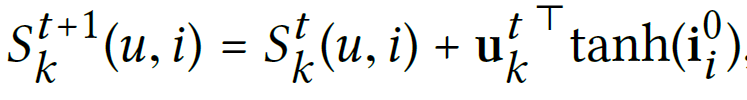 $S_k^{t+1}(u, i) = S_k^t(u, i) + \mathbf{u}_k^{t\top} \tanh(\mathbf{i}_i^0),$